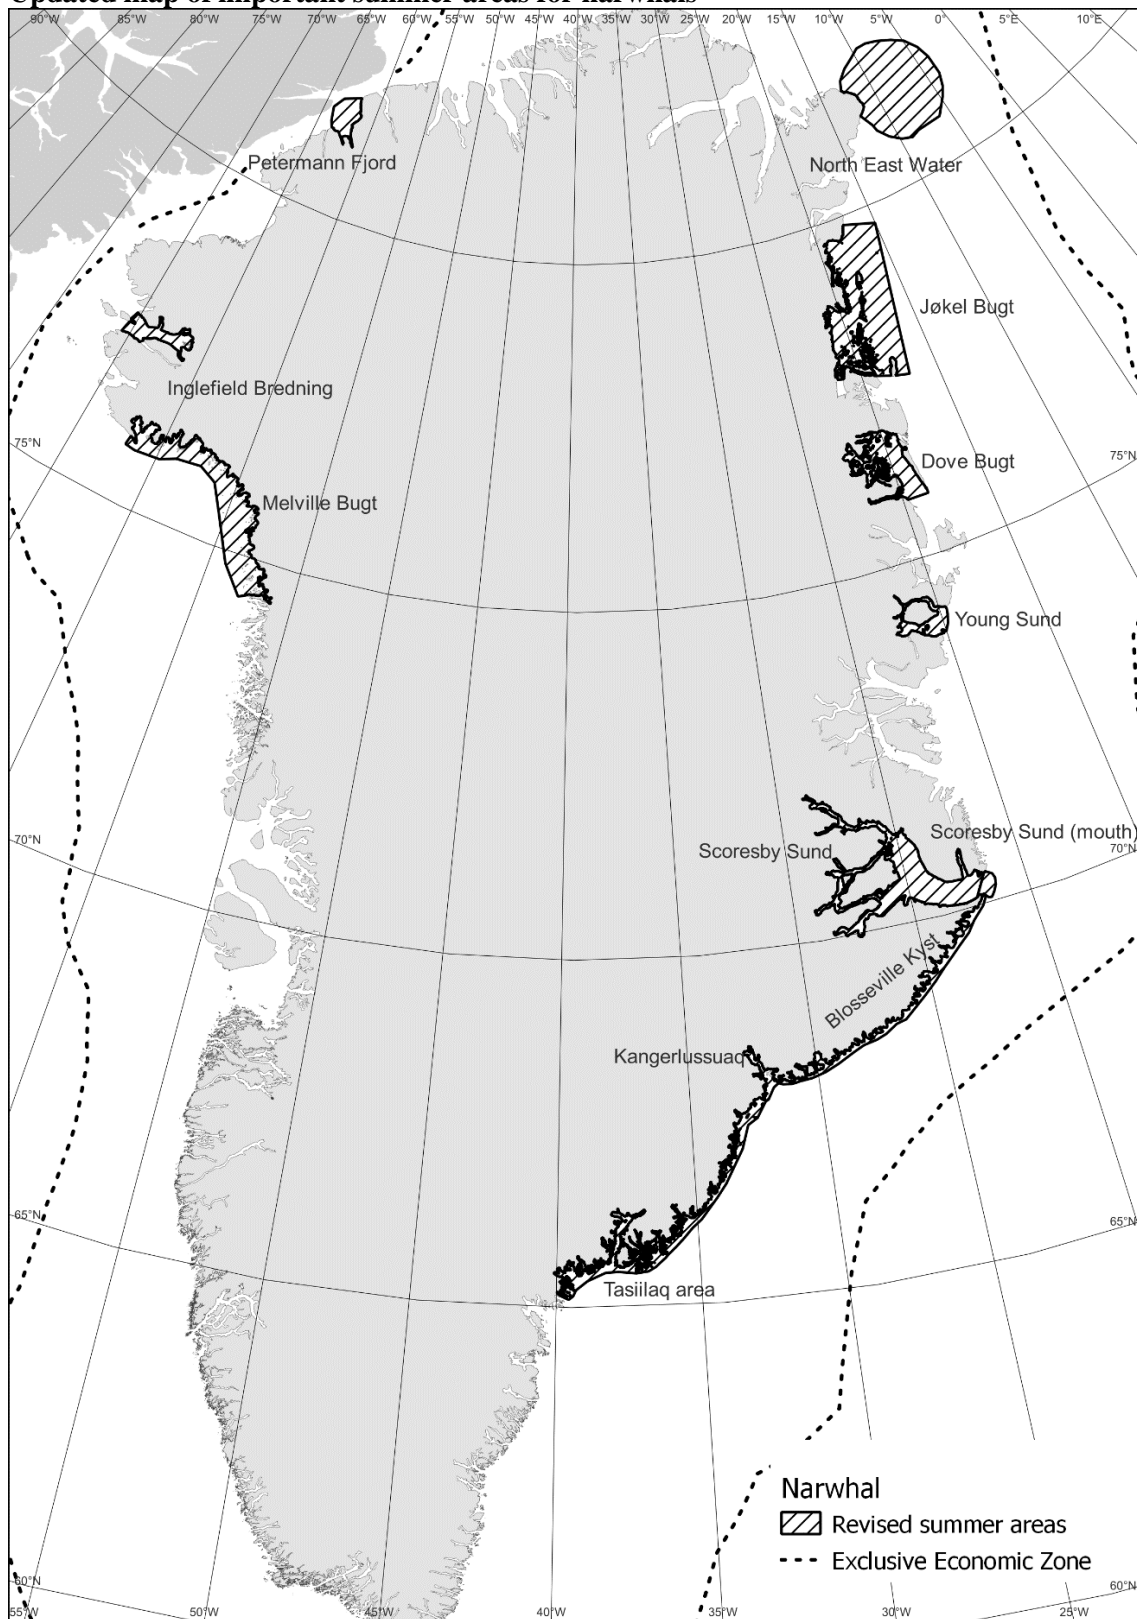 Updated map of important summer areas for narwhals
90°W 85°W 80°W 75°W 70°W 65°W 60°W 55°W 50°W 45°W 40°W 35°W 30°W 25°W 20°W 15°W 10°W 5°W 0° 5°E 10°E
Petermann Fjord
North East Water
Jøkel Bugt
Inglefield Bredning
75°N
75°N
Dove Bugt
Melville Bugt
Young Sund
70°N
Scoresby Sund (mouth)
70°N
Scoresby Sund
Blosseville Kyst
Kangerlussuaq
65°N
65°N
Tasiilaq area
Narwhal
Revised summer areas
Exclusive Economic Zone
60°N
60°N
55°W 50°W 45°W 40°W 35°W 30°W 25°W